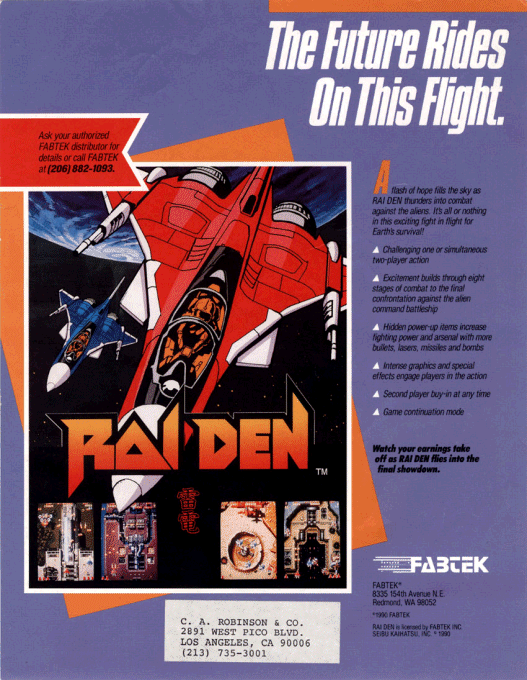 The Future Rides
On This Flight.
Ask your authorized
FABTEK distributor for
details or call FABTEK
at (206) 882-1093.
A flash of hope fills the sky as
RAI DEN thunders into combat
against the aliens. It's all or nothing
in this exciting fight in flight for
Earth's survival!
▲ Challenging one or simultaneous
two-player action
▲ Excitement builds through eight
stages of combat to the final
confrontation against the alien
command battleship
▲ Hidden power-up items increase
fighting power and arsenal with more
bullets, lasers, missiles and bombs
▲ Intense graphics and special
effects engage players in the action
▲ Second player buy-in at any time
▲ Game continuation mode
Watch your earnings take
off as RAI DEN flies into the
final showdown.
RAI DEN
TM
雷電
FABTEK
FABTEK®
8335 154th Avenue N.E.
Redmond, WA 98052
©1990 FABTEK
RAI DEN is licensed by FABTEK INC
SEIBU KAIHATSU, INC. © 1990
C. A. ROBINSON & CO.
2891 WEST PICO BLVD.
LOS ANGELES, CA 90006
(213) 735-3001